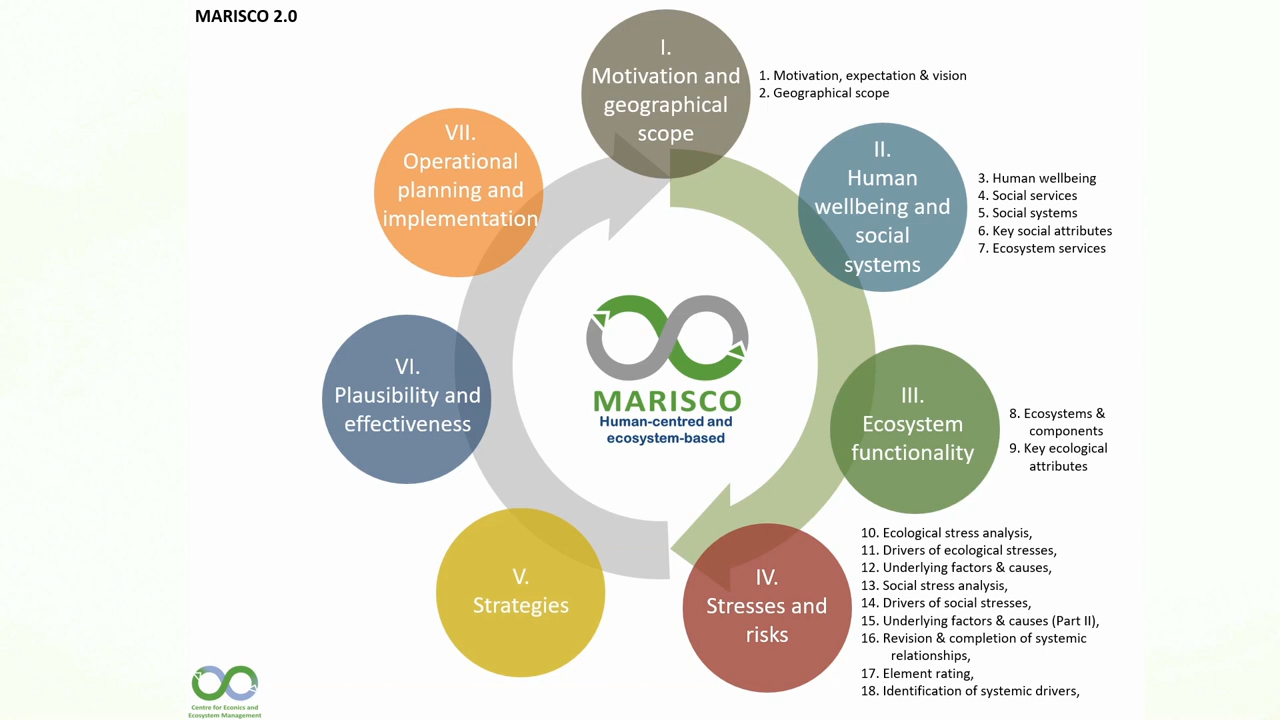 MARISCO 2.0
I.
Motivation and
geographical
scope
1. Motivation, expectation & vision
2. Geographical scope
II.
Human
wellbeing and
social
systems
3. Human wellbeing
4. Social services
5. Social systems
6. Key social attributes
7. Ecosystem services
III.
Ecosystem
functionality
8. Ecosystems &
components
9. Key ecological
attributes
IV.
Stresses and
risks
10. Ecological stress analysis,
11. Drivers of ecological stresses,
12. Underlying factors & causes,
13. Social stress analysis,
14. Drivers of social stresses,
15. Underlying factors & causes (Part II),
16. Revision & completion of systemic
relationships,
17. Element rating,
18. Identification of systemic drivers,
V.
Strategies
VI.
Plausibility and
effectiveness
VII.
Operational
planning and
implementation
MARISCO
Human-centred and
ecosystem-based
Centre for Econics and
Ecosystem Management